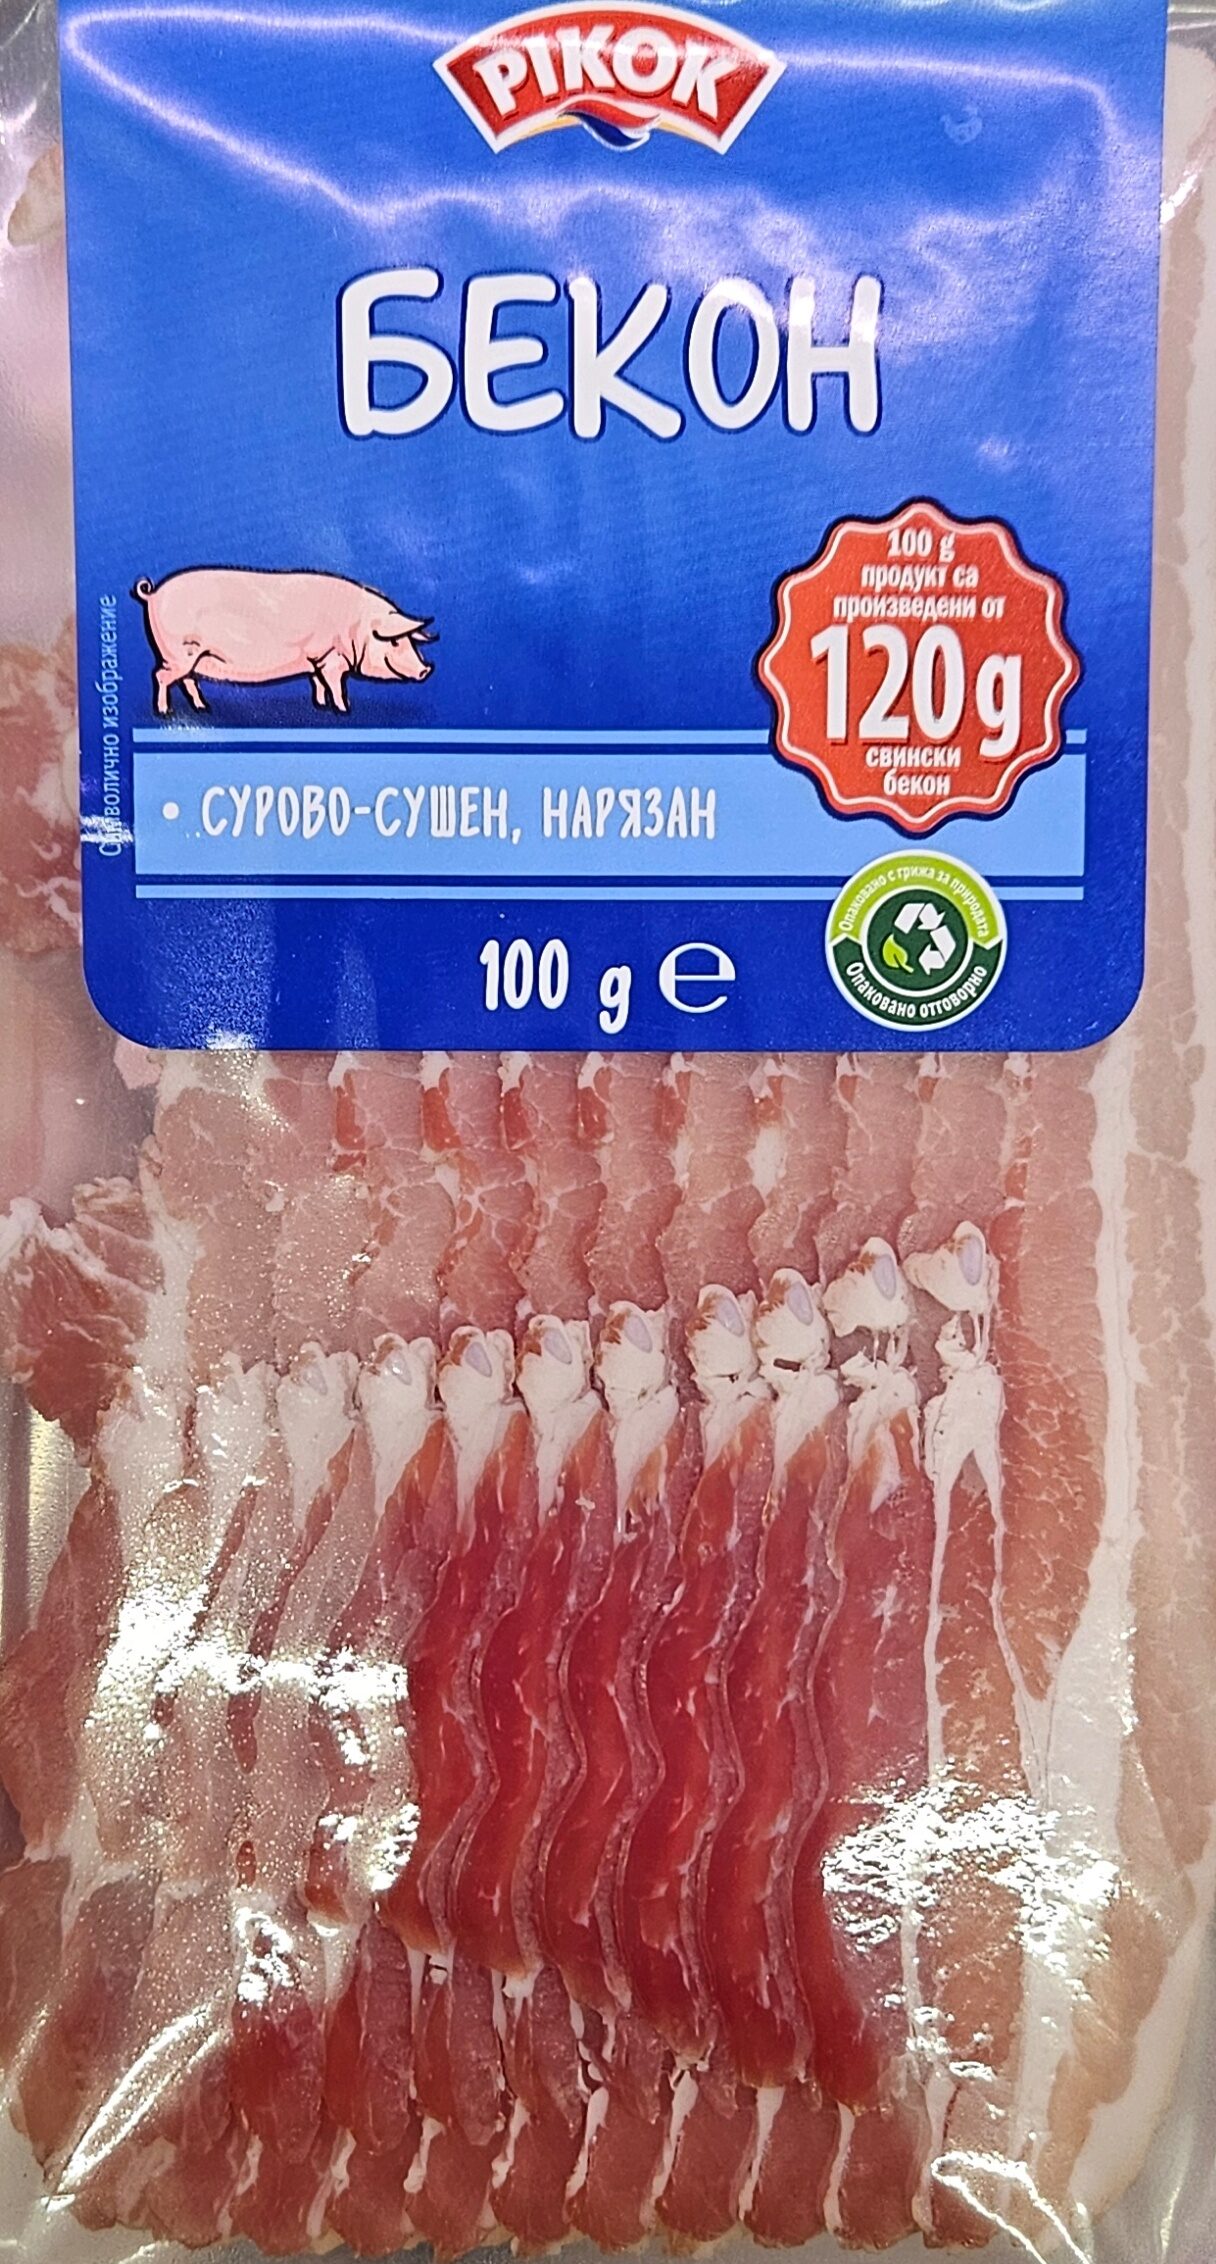 PIKOK
БЕКОН
100 g
продукт са
произведени от
120g
свински
бекон
Символично изображение
• СУРОВО-СУШЕН, НАРЯЗАН
Опаковано с грижа за природата
Опаковано отговорно
100 g e